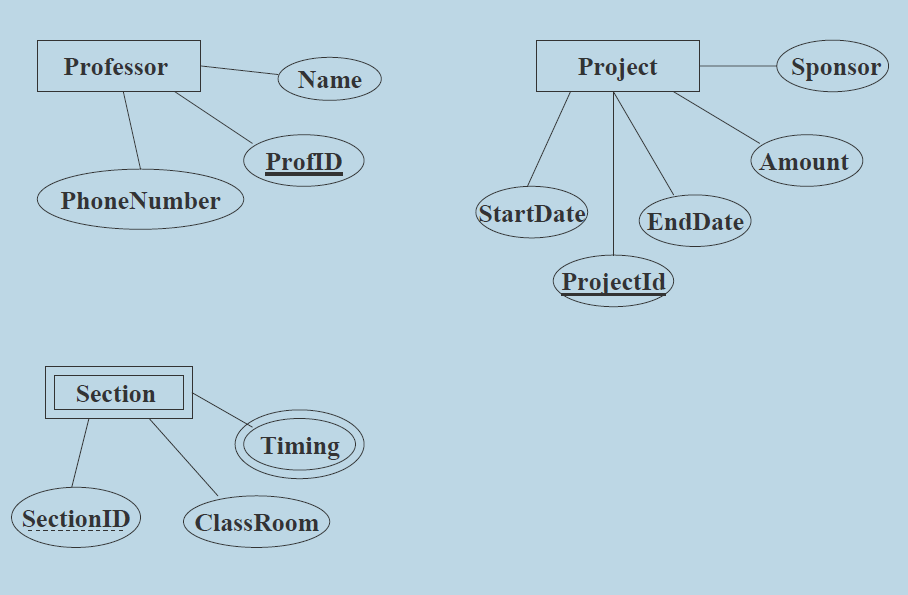 Professor
Name
ProfID
PhoneNumber
Project
Sponsor
Amount
StartDate
EndDate
ProjectId
Section
Timing
SectionID
ClassRoom